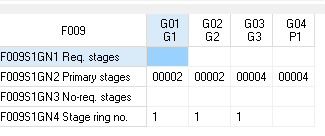 F009 G01 G02 G03 G04
G1 G2 G3 P1
F009S1GN1 Req. stages
F009S1GN2 Primary stages 00002 00002 00004 00004
F009S1GN3 No-req. stages
F009S1GN4 Stage ring no. 1 1 1